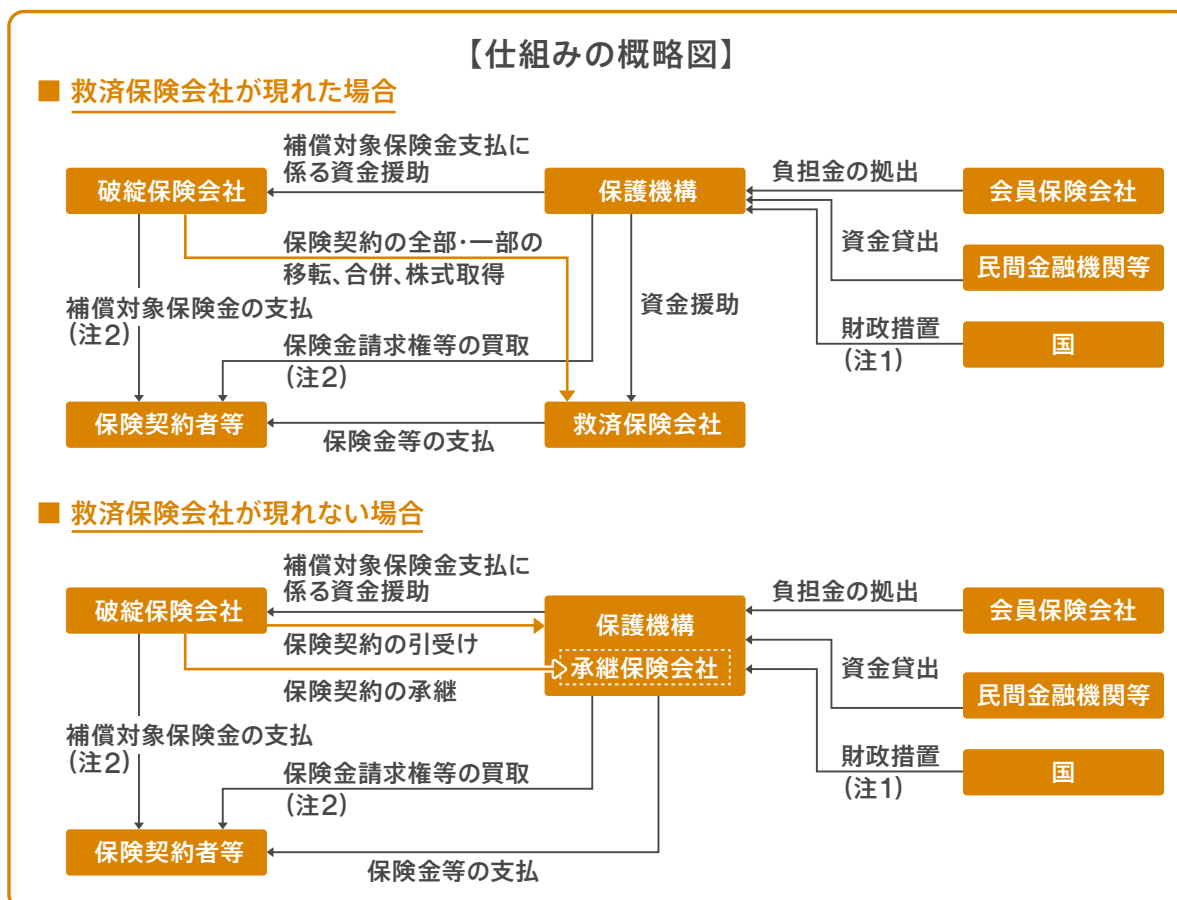 【仕組みの概略図】
■ 救済保険会社が現れた場合
補償対象保険金支払に
係る資金援助
破綻保険会社
保護機構
負担金の拠出
会員保険会社
保険契約の全部・一部の
移転、合併、株式取得
資金貸出
民間金融機関等
補償対象保険金の支払
(注2)
資金援助
保険金請求権等の買取
(注2)
財政措置
(注1)
国
保険契約者等
保険金等の支払
救済保険会社
■ 救済保険会社が現れない場合
補償対象保険金支払に
係る資金援助
破綻保険会社
保護機構
承継保険会社
負担金の拠出
会員保険会社
保険契約の引受け
保険契約の承継
資金貸出
民間金融機関等
補償対象保険金の支払
(注2)
保険金請求権等の買取
(注2)
財政措置
(注1)
国
保険契約者等
保険金等の支払